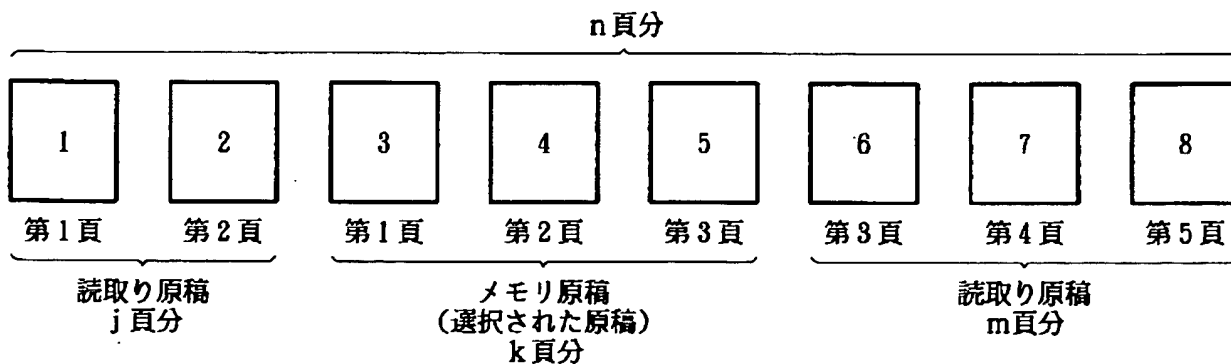 n頁分
1 2 3 4 5 6 7 8
第1頁 第2頁 第1頁 第2頁 第3頁 第3頁 第4頁 第5頁
読取り原稿 メモリ原稿 読取り原稿
j頁分 (選択された原稿) m頁分
k頁分